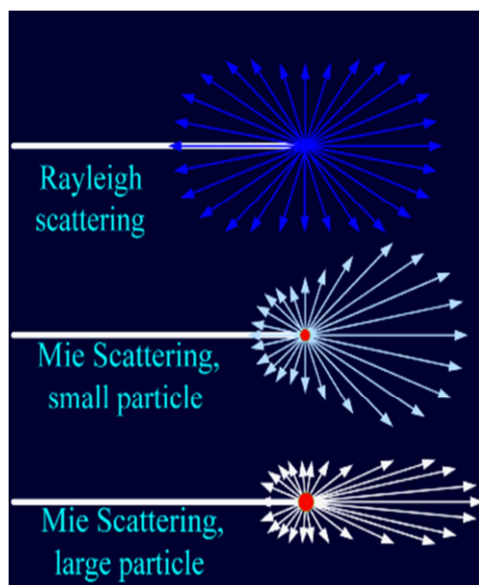 Rayleigh
scattering
Mie Scattering,
small particle
Mie Scattering,
large particle